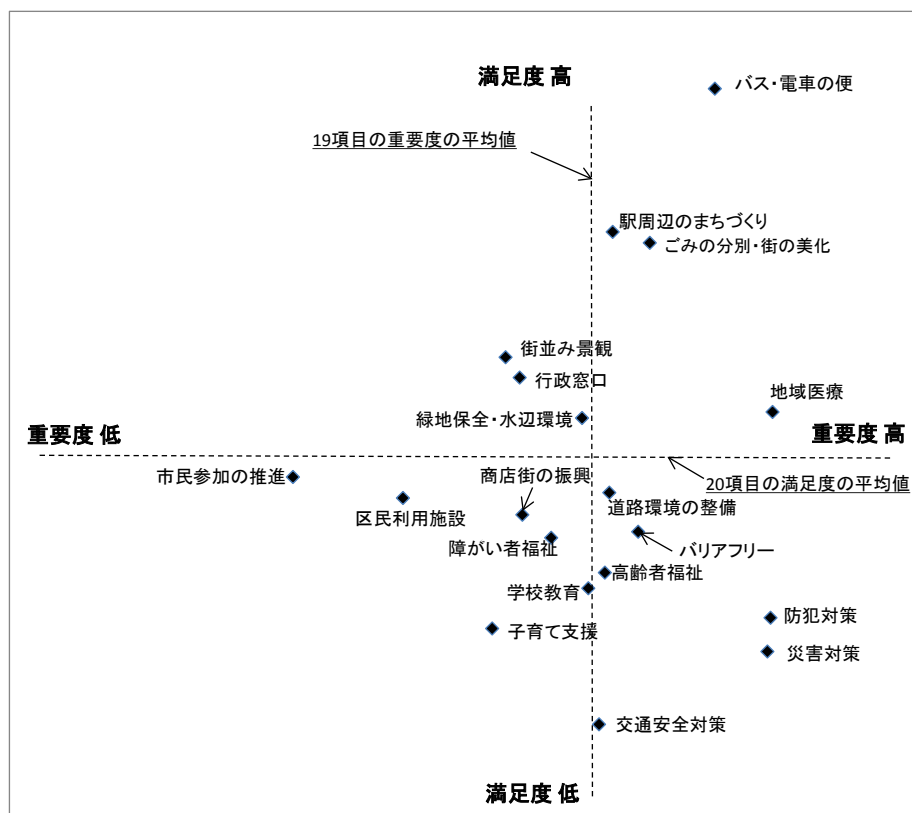 満足度 高
バス・電車の便
19項目の重要度の平均値
駅周辺のまちづくり
ごみの分別・街の美化
街並み景観
行政窓口
地域医療
緑地保全・水辺環境
重要度 低
重要度 高
市民参加の推進
商店街の振興
20項目の満足度の平均値
区民利用施設
道路環境の整備
障がい者福祉
バリアフリー
高齢者福祉
学校教育
防犯対策
子育て支援
災害対策
交通安全対策
満足度 低